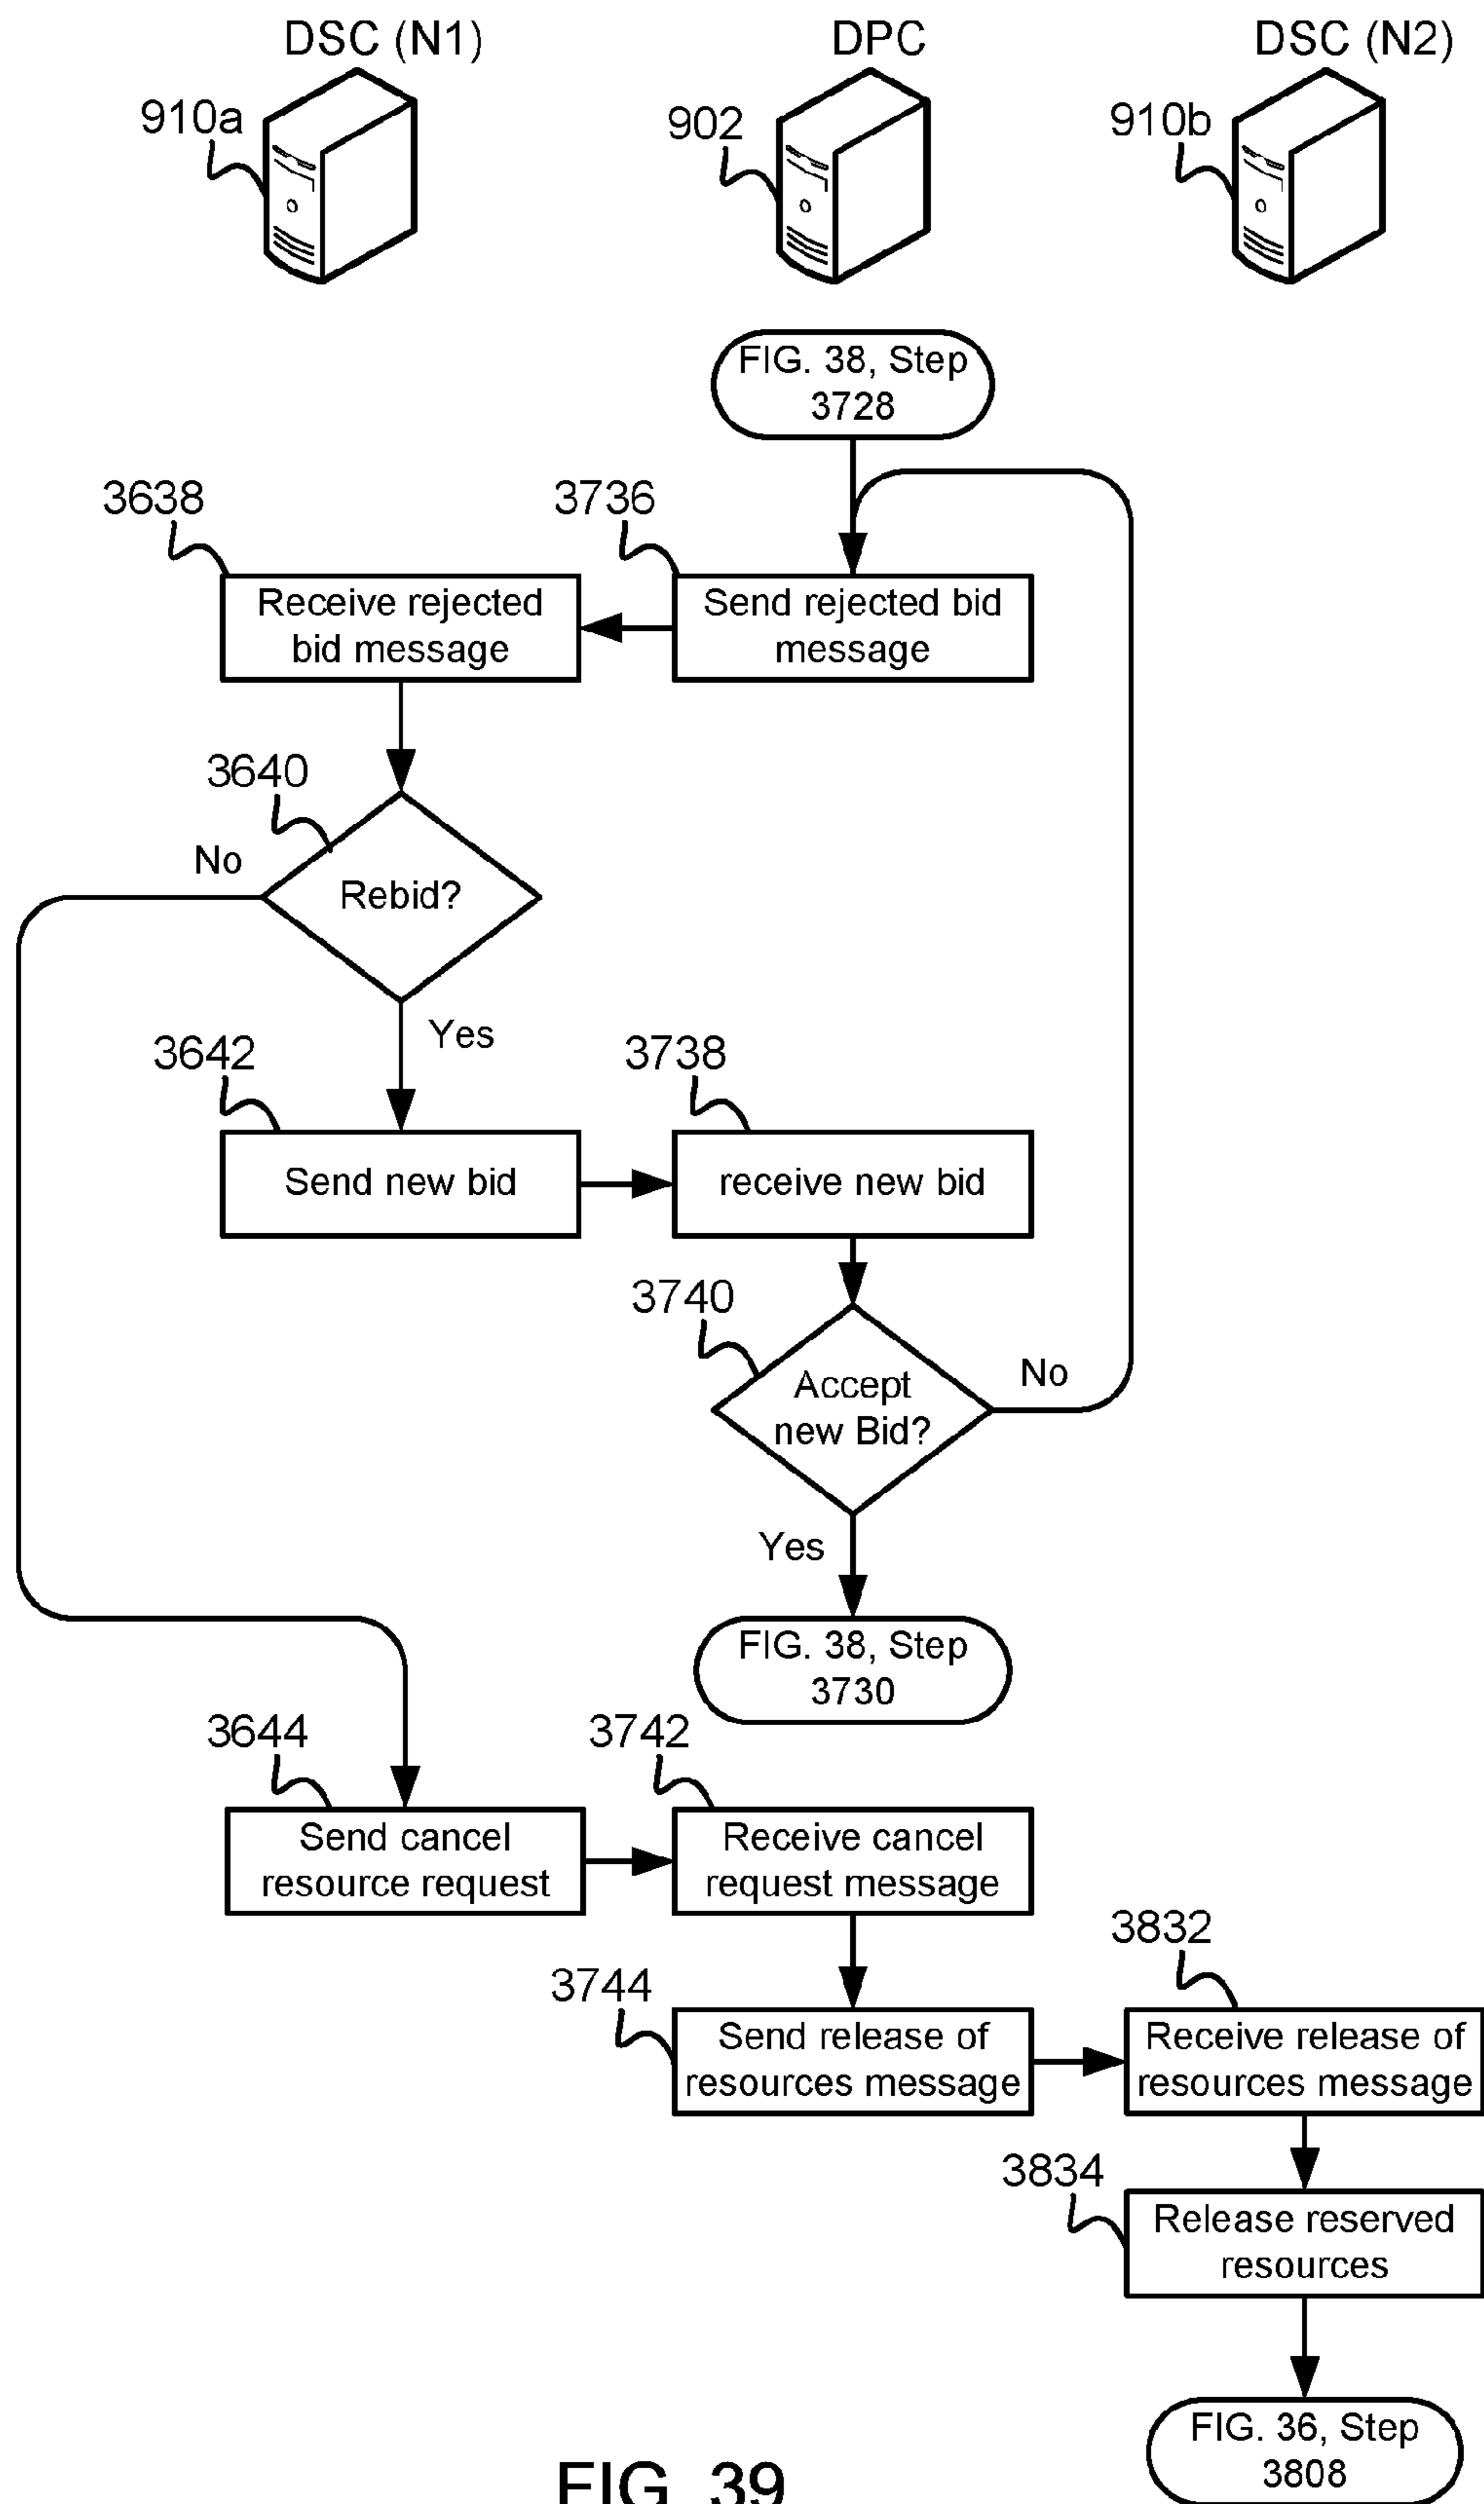 DSC (N1)
DPC
DSC (N2)
910a
902
910b
FIG. 38, Step
3728
3638
3736
Receive rejected
bid message
Send rejected bid
message
3640
No
Rebid?
Yes
3642
3738
Send new bid
receive new bid
3740
Accept
new Bid?
No
Yes
FIG. 38, Step
3730
3644
3742
Send cancel
resource request
Receive cancel
request message
3832
3744
Send release of
resources message
Receive release of
resources message
3834
Release reserved
resources
FIG. 36, Step
3808
FIG. 39